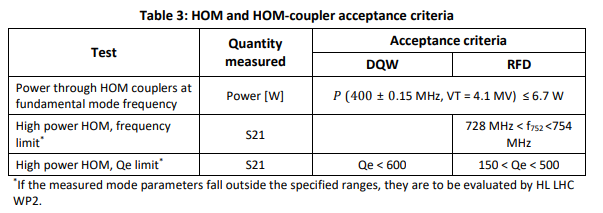 Table 3: HOM and HOM-coupler acceptance criteria
Test
Quantity
measured
Acceptance criteria
DQW
RFD
Power through HOM couplers at
fundamental mode frequency
Power [W]
P (400 ± 0.15 MHz, VT = 4.1 MV) ≤ 6.7 W
High power HOM, frequency
limit*
S21
728 MHz < f752 <754
MHz
High power HOM, Qe limit*
S21
Qe < 600
150 < Qe < 500
*If the measured mode parameters fall outside the specified ranges, they are to be evaluated by HL LHC
WP2.